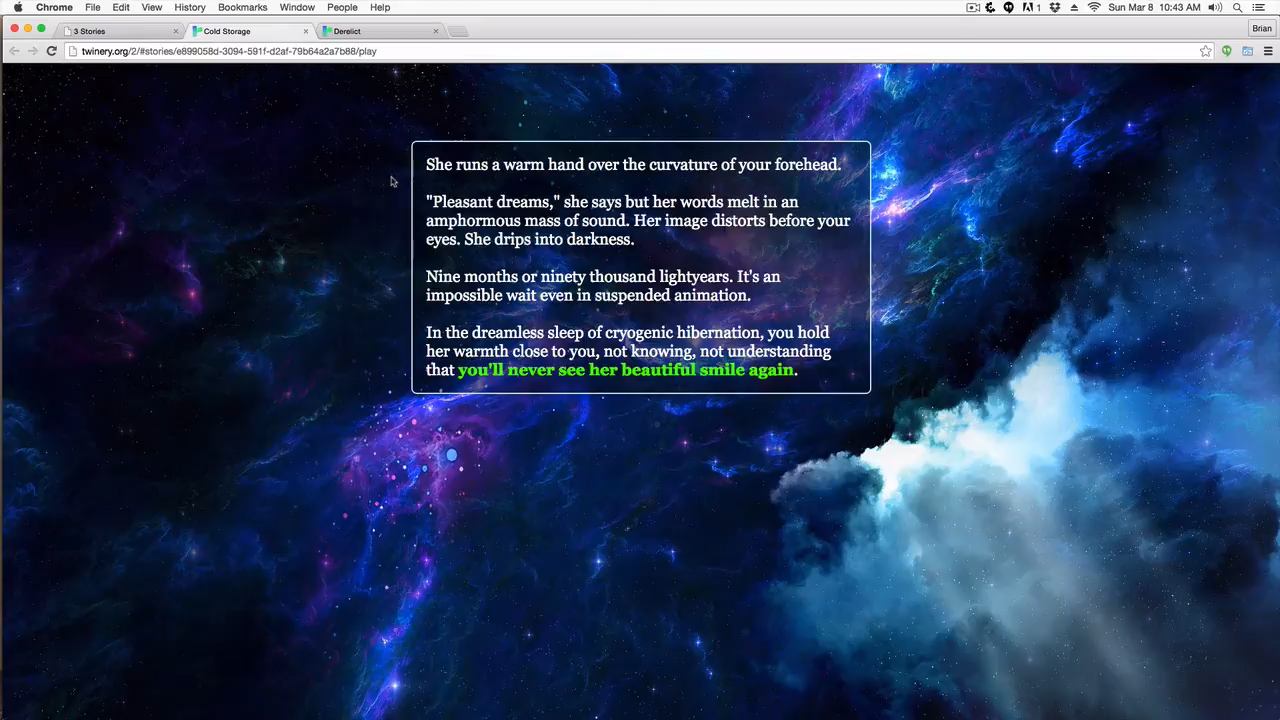 Chrome File Edit View History Bookmarks Window People Help 1 Sun Mar 8 10:43 AM
3 Stories Cold Storage Derelict Brian
twinery.org/2/#stories/e899058d-3094-591f-d2af-79b64a2a7b88/play
She runs a warm hand over the curvature of your forehead.
"Pleasant dreams," she says but her words melt in an
amphormous mass of sound. Her image distorts before your
eyes. She drips into darkness.
Nine months or ninety thousand lightyears. It's an
impossible wait even in suspended animation.
In the dreamless sleep of cryogenic hibernation, you hold
her warmth close to you, not knowing, not understanding
that you'll never see her beautiful smile again.